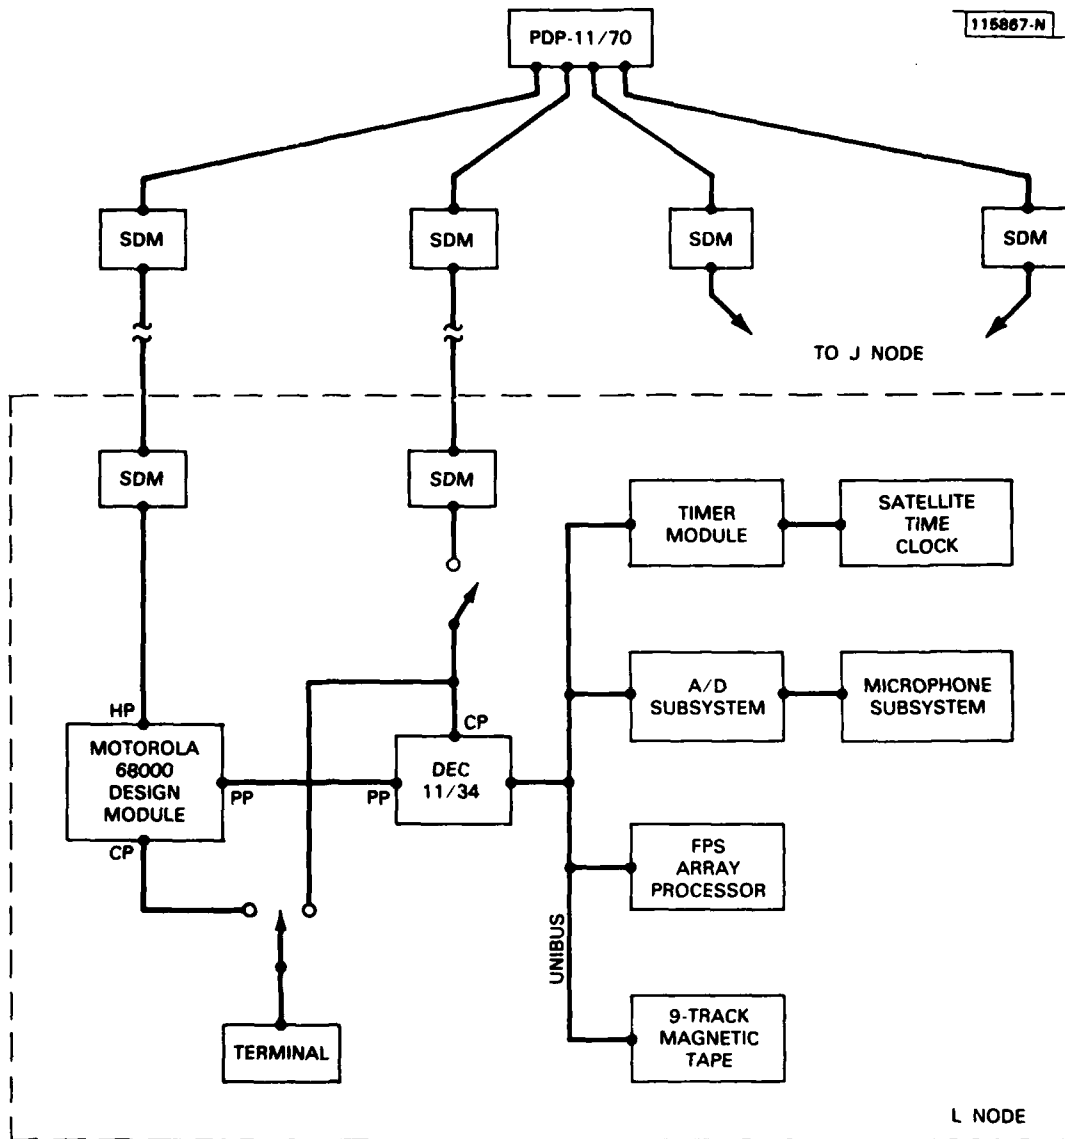 115867-N
PDP-11/70
SDM
SDM
SDM
SDM
TO J NODE
SDM
SDM
TIMER
MODULE
SATELLITE
TIME
CLOCK
A/D
SUBSYSTEM
MICROPHONE
SUBSYSTEM
HP
CP
MOTOROLA
68000
DESIGN
MODULE
PP
PP
DEC
11/34
CP
FPS
ARRAY
PROCESSOR
UNIBUS
9-TRACK
MAGNETIC
TAPE
TERMINAL
L NODE